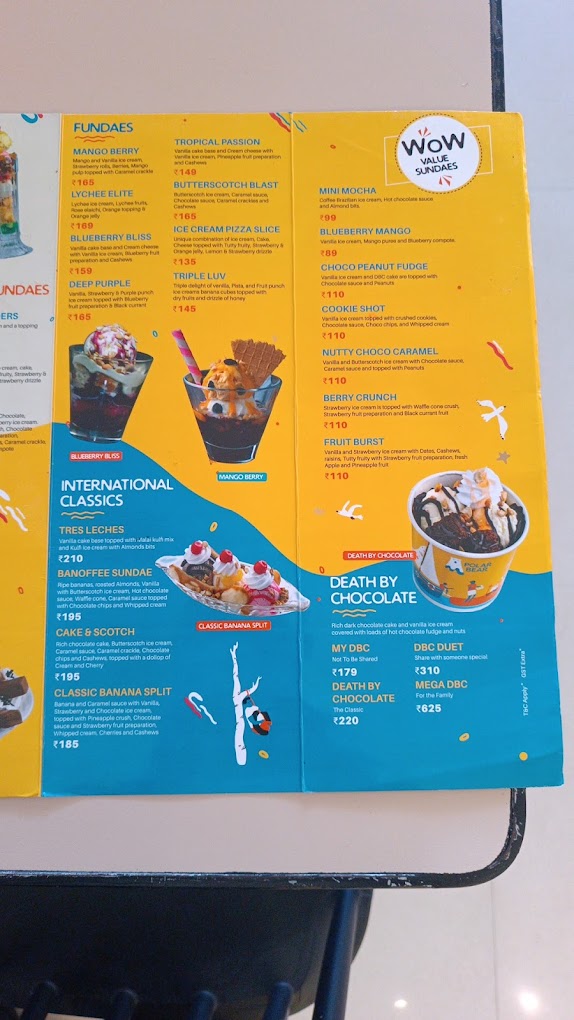 UNDAES
ERS
FUNDAES
MANGO BERRY
Mango and Vanilla ice cream,
Strawberry rolls, Berries, Mango
pulp topped with Caramel crackle
₹165
LYCHEE ELITE
Lychee ice cream, Lychee fruits,
Orange topping &
Orange jelly
₹169
BLUEBERRY BLISS
Vanilla cake base and Cream cheese
with Vanilla ice cream, Blueberry fruit
preparation and Cashews
₹159
DEEP PURPLE
Vanilla, Strawberry & Purple punch
ice cream topped with Blueberry
fruit preparation & Black currant
₹165
TROPICAL PASSION
Vanilla cake base and Cream cheese with
Vanilla ice cream, Pineapple fruit preparation
and Cashews
₹149
BUTTERSCOTCH BLAST
Butterscotch ice cream, Caramel sauce,
Chocolate sauce, Caramel crackles and
Cashews
₹165
ICE CREAM PIZZA SLICE
Unique combination of ice cream, Cake,
Cheese topped with Tutty fruity, Strawberry &
Orange jelly, Lemon & Strawberry drizzle
₹135
TRIPLE LUV
Triple delight of vanilla, Pista, and Fruit punch
ice creams banana cubes topped with
dry fruits and drizzle of honey
₹145
BLUEBERRY BLISS
MANGO BERRY
INTERNATIONAL
CLASSICS
TRES LECHES
Vanilla cake base topped with Jalal kulfi mix
and Kulfi ice cream with Almonds bits
₹210
BANOFFEE SUNDAE
Ripe bananas, roasted Almonds, Vanilla
with Butterscotch ice cream, Hot chocolate
sauce, Waffle cone, Caramel sauce topped
with Chocolate chips and Whipped cream
₹195
CAKE & SCOTCH
Rich chocolate cake, Butterscotch ice cream,
Caramel sauce, Caramel crackle, Chocolate
chips and Cashews, topped with a dollop of
Cream and Cherry
₹195
CLASSIC BANANA SPLIT
Banana and Caramel sauce with Vanilla,
Strawberry and Chocolate ice cream,
topped with Pineapple crush, Chocolate
sauce and Strawberry fruit preparation,
Whipped cream, Cherries and Cashews
₹185
CLASSIC BANANA SPLIT
WOW
VALUE
SUNDAES
MINI MOCHA
Coffee Brazilian ice cream, Hot chocolate sauce
and Almond bits.
₹99
BLUEBERRY MANGO
Vanilla ice cream, Mango puree and Blueberry compote.
₹89
CHOCO PEANUT FUDGE
Vanilla ice cream and DBC cake are topped with
Chocolate sauce and Peanuts
₹110
COOKIE SHOT
Vanilla ice cream topped with crushed cookies,
Chocolate sauce, Choco chips, and Whipped cream
₹110
NUTTY CHOCO CARAMEL
Vanilla and Butterscotch ice cream with Chocolate sauce,
Caramel sauce and topped with Peanuts
₹110
BERRY CRUNCH
Strawberry ice cream is topped with Waffle cone crush,
Strawberry fruit preparation and Black currant fruit
₹110
FRUIT BURST
Vanilla and Strawberry ice cream with Dates, Cashews,
raisins, Tutty fruity with Strawberry fruit preparation, fresh
Apple and Pineapple fruit
₹110
POLAR
BEAR
DEATH BY CHOCOLATE
DEATH BY
CHOCOLATE
Rich dark chocolate cake and vanilla ice cream
covered with loads of hot chocolate fudge and nuts
MY DBC
Not To Be Shared
₹179
DBC DUET
Share with someone special
₹310
DEATH BY
CHOCOLATE
The Classic
₹220
MEGA DBC
For the Family
₹625
T&C Apply* GST Extra*